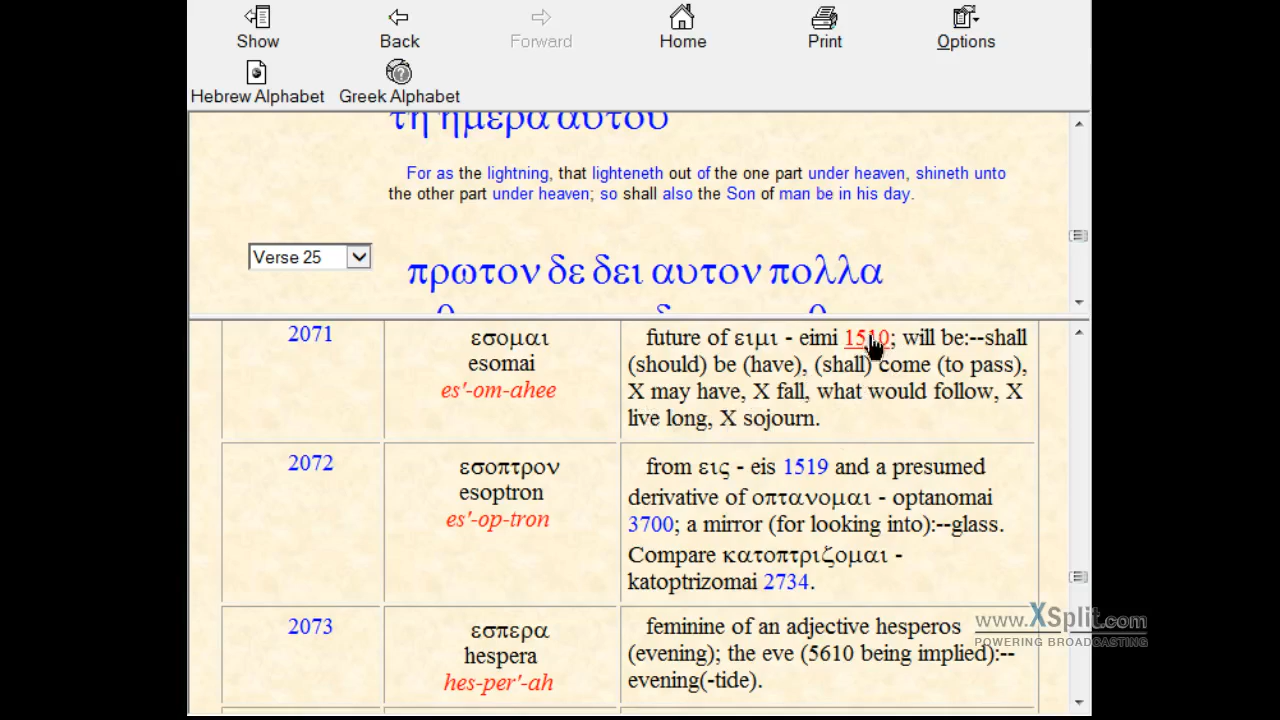 Show Back Forward Home Print Options
Hebrew Alphabet Greek Alphabet
τη ημερα αυτου
For as the lightning, that lighteneth out of the one part under heaven, shineth unto
the other part under heaven; so shall also the Son of man be in his day.
Verse 25
πρωτον δε δει αυτον πολλα
2071
εσομαι
esomai
es'-om-ahee
future of ειμι - eimi 1510; will be:--shall
(should) be (have), (shall) come (to pass),
X may have, X fall, what would follow, X
live long, X sojourn.
2072
εσοπτρον
esoptron
es'-op-tron
from εις - eis 1519 and a presumed
derivative of οπτανομαι - optanomai
3700; a mirror (for looking into):--glass.
Compare κατοπτριζομαι -
katoptrizomai 2734.
2073
εσπερα
hespera
hes-per'-ah
feminine of an adjective hesperos
(evening); the eve (5610 being implied):--
evening(-tide).
www.XSplit.com
POWERING BROADCASTING